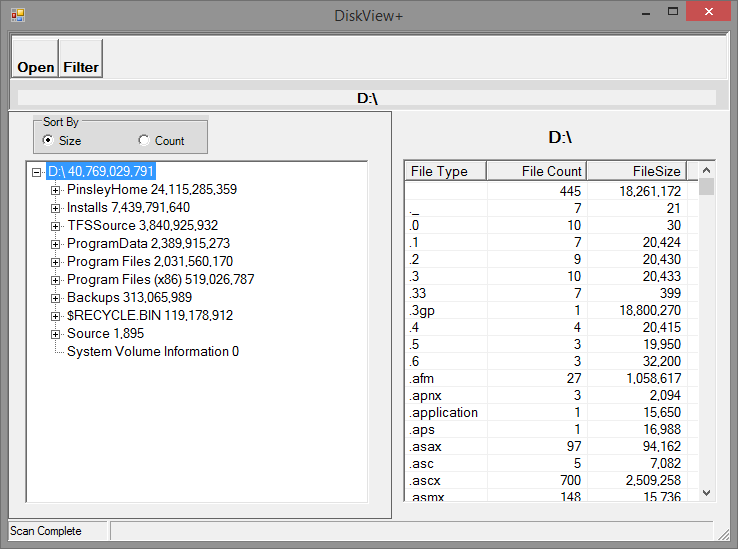 DiskView+
Open Filter
D:\
Sort By
Size Count
D:\ 40,769,029,791
PinsleyHome 24,115,285,359
Installs 7,439,791,640
TFSSource 3,840,925,932
ProgramData 2,389,915,273
Program Files 2,031,560,170
Program Files (x86) 519,026,787
Backups 313,065,989
$RECYCLE.BIN 119,178,912
Source 1,895
System Volume Information 0
D:\
File Type File Count FileSize
445 18,261,172
._ 7 21
.0 10 30
.1 7 20,424
.2 9 20,430
.3 10 20,433
.33 7 399
.3gp 1 18,800,270
.4 4 20,415
.5 3 19,950
.6 3 32,200
.afm 27 1,058,617
.apnx 3 2,094
.application 1 15,650
.aps 1 16,988
.asax 97 94,162
.asc 5 7,082
.ascx 700 2,509,258
.asmx 148 15,736
Scan Complete